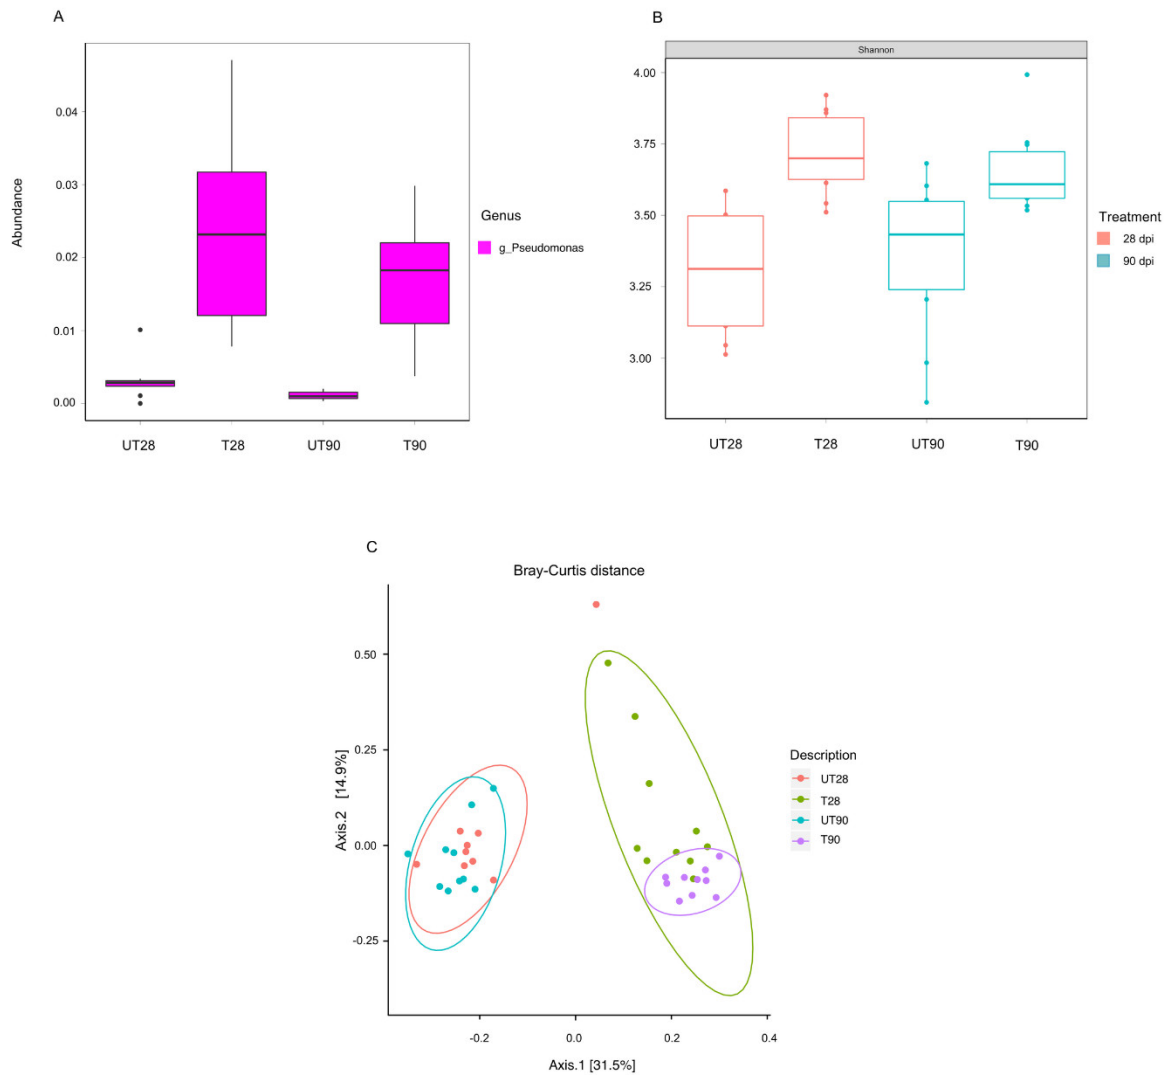 A
Abundance
0.04
0.03
0.02
0.01
0.00
UT28 T28 UT90 T90
Genus
g_Pseudomonas
B
Shannon
4.00
3.75
3.50
3.25
3.00
UT28 T28 UT90 T90
Treatment
28 dpi
90 dpi
C
Bray-Curtis distance
Axis.2 [14.9%]
0.50
0.25
0.00
-0.25
-0.2 0.0 0.2 0.4
Axis.1 [31.5%]
Description
UT28
T28
UT90
T90